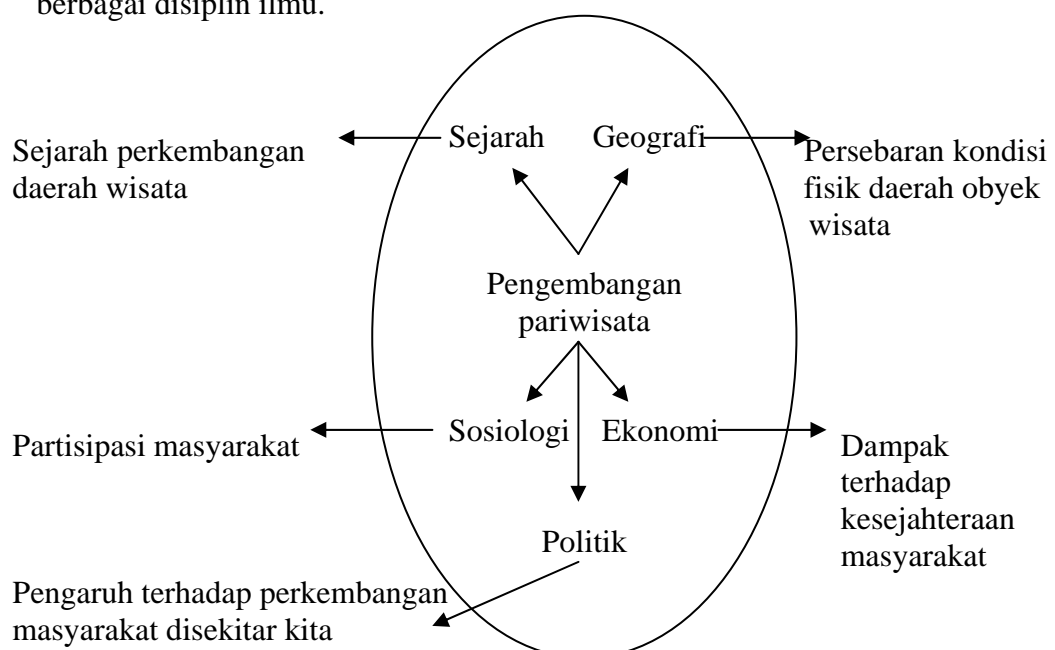 berbagai disiplin ilmu.
Sejarah
Geografi
Sejarah perkembangan
daerah wisata
Persebaran kondisi
fisik daerah obyek
wisata
Pengembangan
pariwisata
Sosiologi
Ekonomi
Partisipasi masyarakat
Dampak
terhadap
kesejahteraan
masyarakat
Politik
Pengaruh terhadap perkembangan
masyarakat disekitar kita